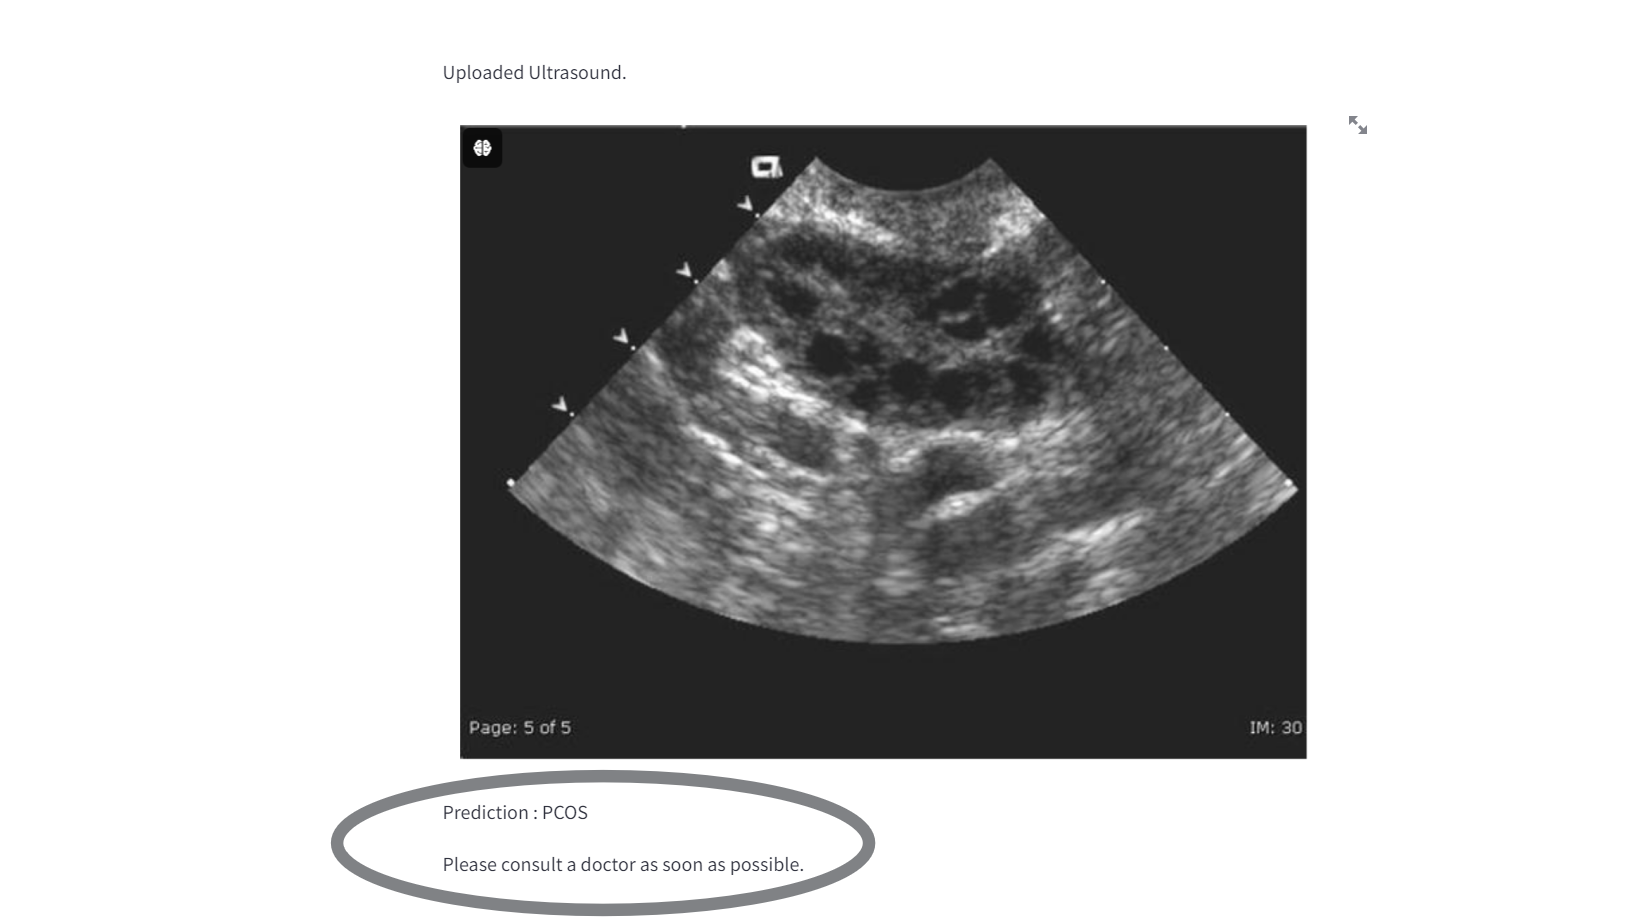 Uploaded Ultrasound.
Page: 5 of 5
IM: 30
Prediction : PCOS
Please consult a doctor as soon as possible.